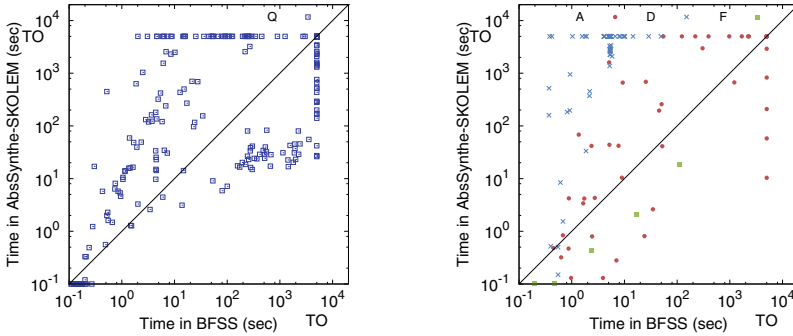 Q
10^4
TO
10^3
10^2
10^1
10^0
10^-1
Time in AbsSynthe-SKOLEM (sec)
10^-1 10^0 10^1 10^2 10^3 10^4
Time in BFSS (sec)
TO
A D F
10^4
TO
10^3
10^2
10^1
10^0
10^-1
Time in AbsSynthe-SKOLEM (sec)
10^-1 10^0 10^1 10^2 10^3 10^4
Time in BFSS (sec)
TO